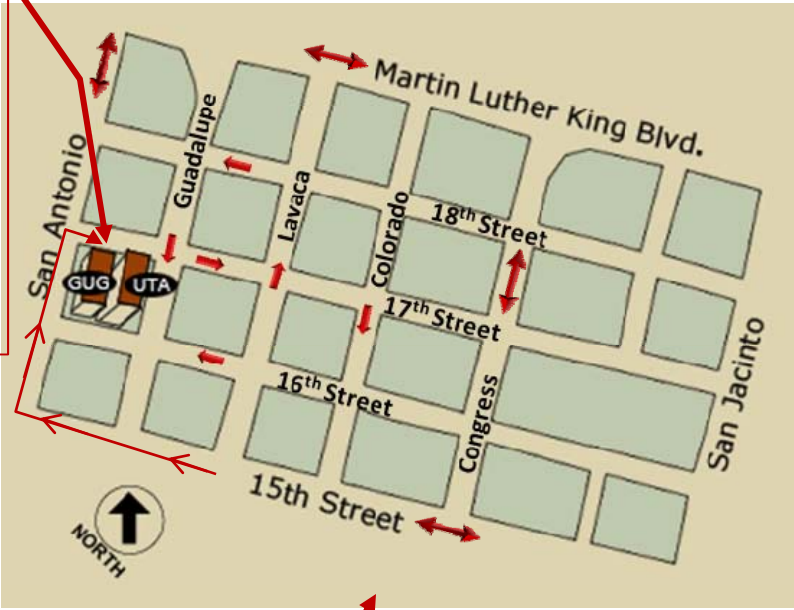 Martin Luther King Blvd.
Guadalupe
San Antonio
Lavaca
Colorado
18th Street
GUG
UTA
17th Street
16th Street
Congress
San Jacinto
15th Street
NORTH